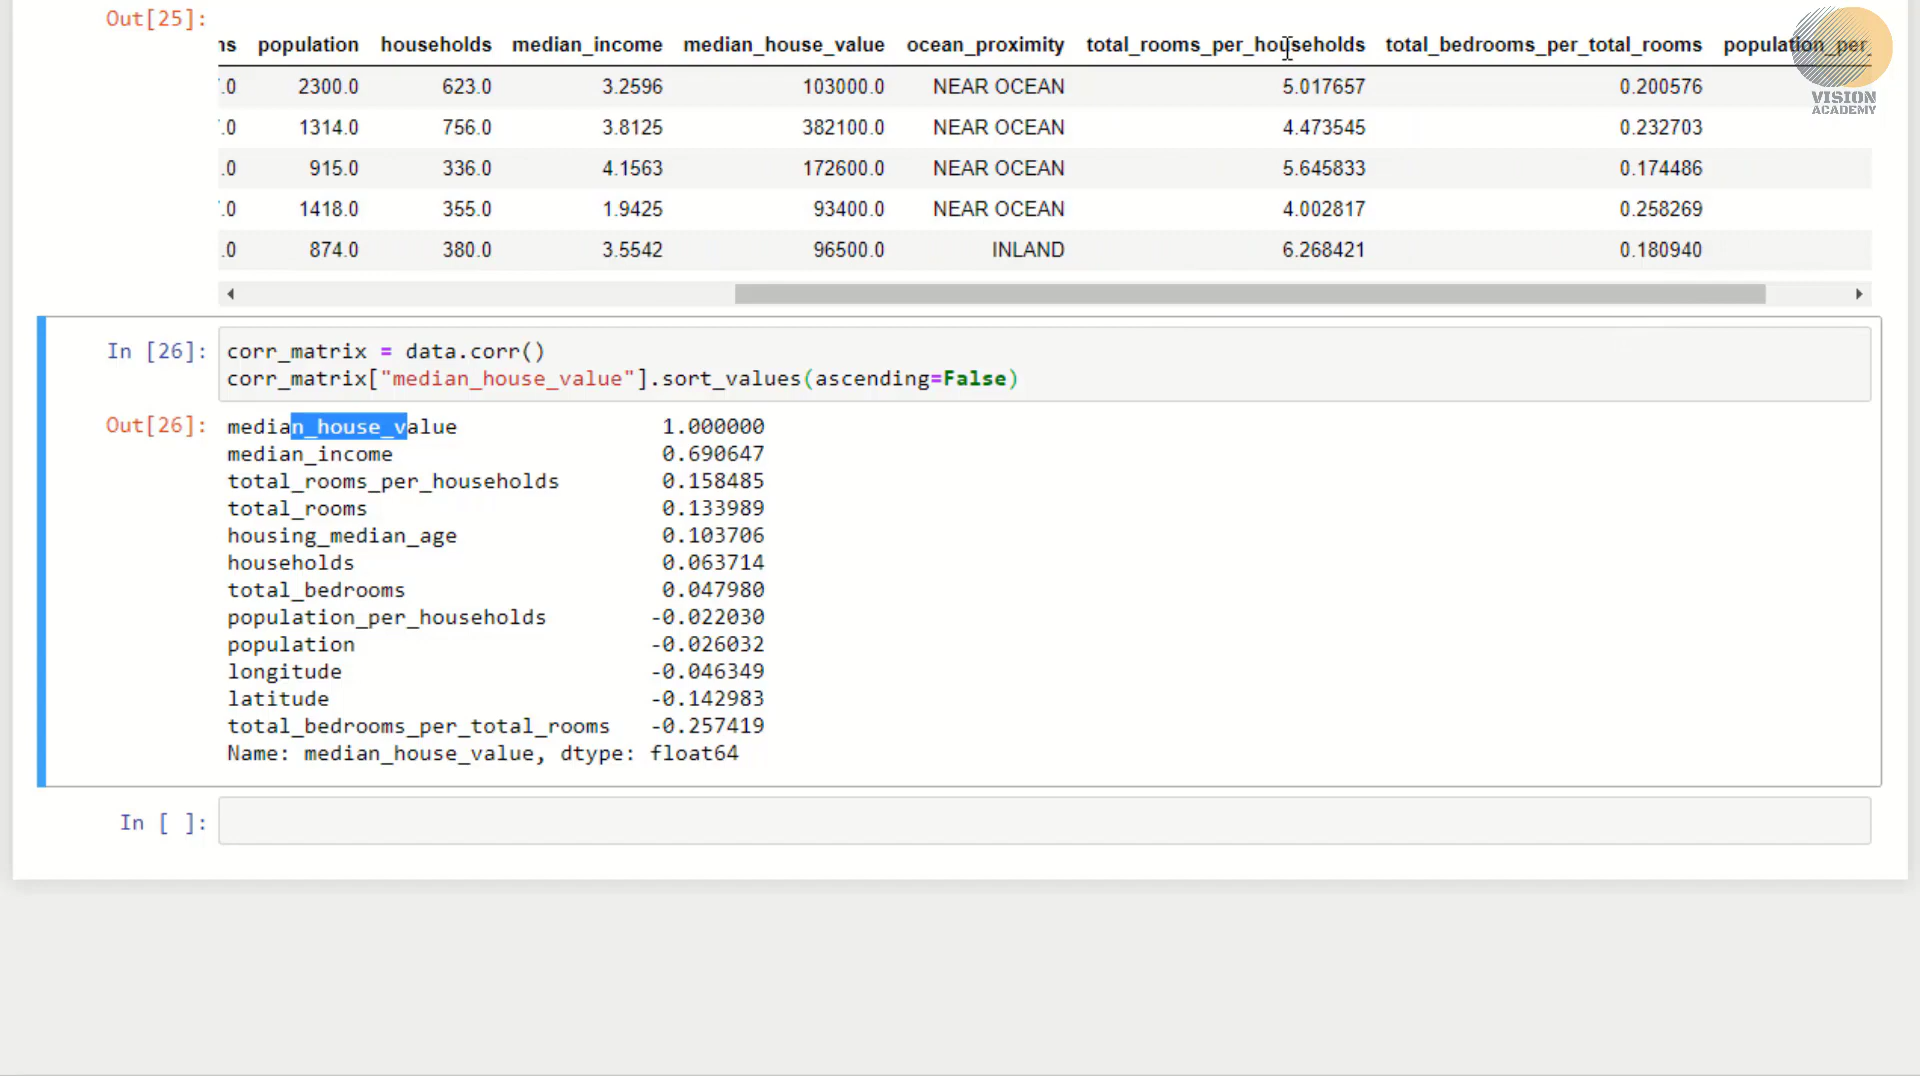 Out[25]:
ns population households median_income median_house_value ocean_proximity total_rooms_per_households total_bedrooms_per_total_rooms population_per_
.0 2300.0 623.0 3.2596 103000.0 NEAR OCEAN 5.017657 0.200576
.0 1314.0 756.0 3.8125 382100.0 NEAR OCEAN 4.473545 0.232703
.0 915.0 336.0 4.1563 172600.0 NEAR OCEAN 5.645833 0.174486
.0 1418.0 355.0 1.9425 93400.0 NEAR OCEAN 4.002817 0.258269
.0 874.0 380.0 3.5542 96500.0 INLAND 6.268421 0.180940
VISION
ACADEMY
In [26]: corr_matrix = data.corr()
corr_matrix["median_house_value"].sort_values(ascending=False)
Out[26]: median_house_value 1.000000
median_income 0.690647
total_rooms_per_households 0.158485
total_rooms 0.133989
housing_median_age 0.103706
households 0.063714
total_bedrooms 0.047980
population_per_households -0.022030
population -0.026032
longitude -0.046349
latitude -0.142983
total_bedrooms_per_total_rooms -0.257419
Name: median_house_value, dtype: float64
In [ ]: